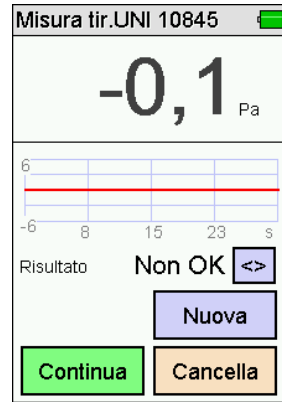 Misura tir.UNI 10845
-0,1 Pa
6
-6 8 15 23 s
Risultato Non OK <>
Nuova
Continua Cancella